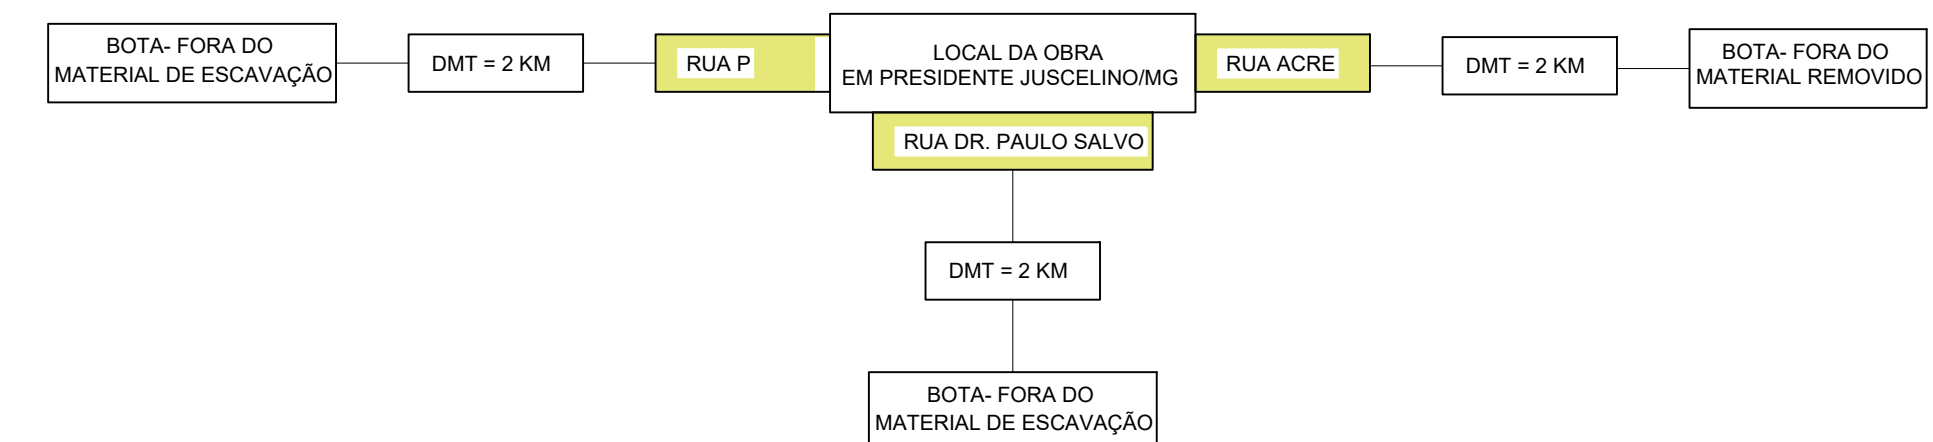 BOTA- FORA DO
MATERIAL DE ESCAVAÇÃO
DMT = 2 KM
RUA P
LOCAL DA OBRA
EM PRESIDENTE JUSCELINO/MG
RUA ACRE
DMT = 2 KM
BOTA- FORA DO
MATERIAL REMOVIDO
RUA DR. PAULO SALVO
DMT = 2 KM
BOTA- FORA DO
MATERIAL DE ESCAVAÇÃO